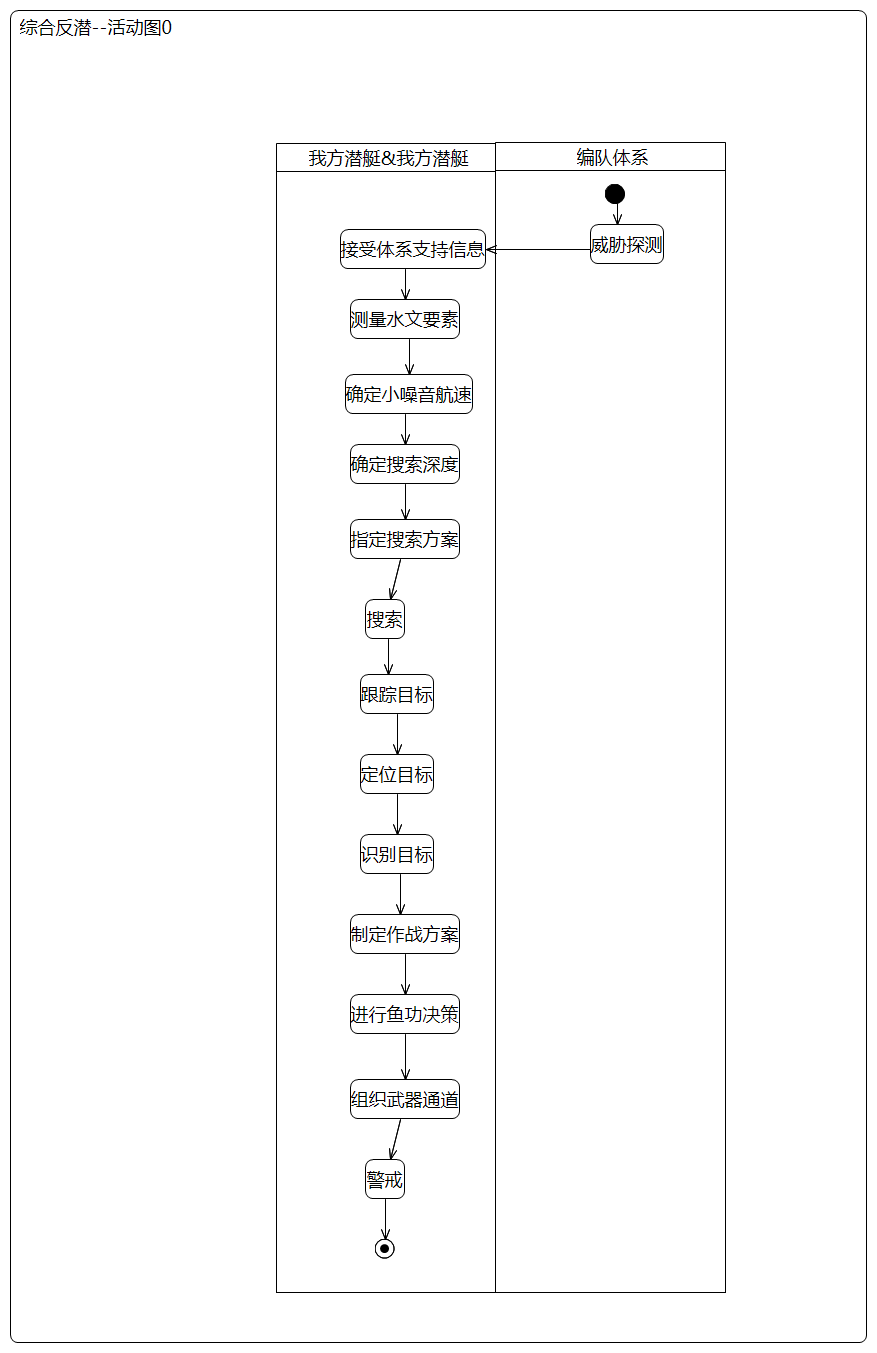 综合反潜--活动图0
我方潜艇&我方潜艇
编队体系
威胁探测
接受体系支持信息
测量水文要素
确定小噪音航速
确定搜索深度
指定搜索方案
搜索
跟踪目标
定位目标
识别目标
制定作战方案
进行鱼功决策
组织武器通道
警戒